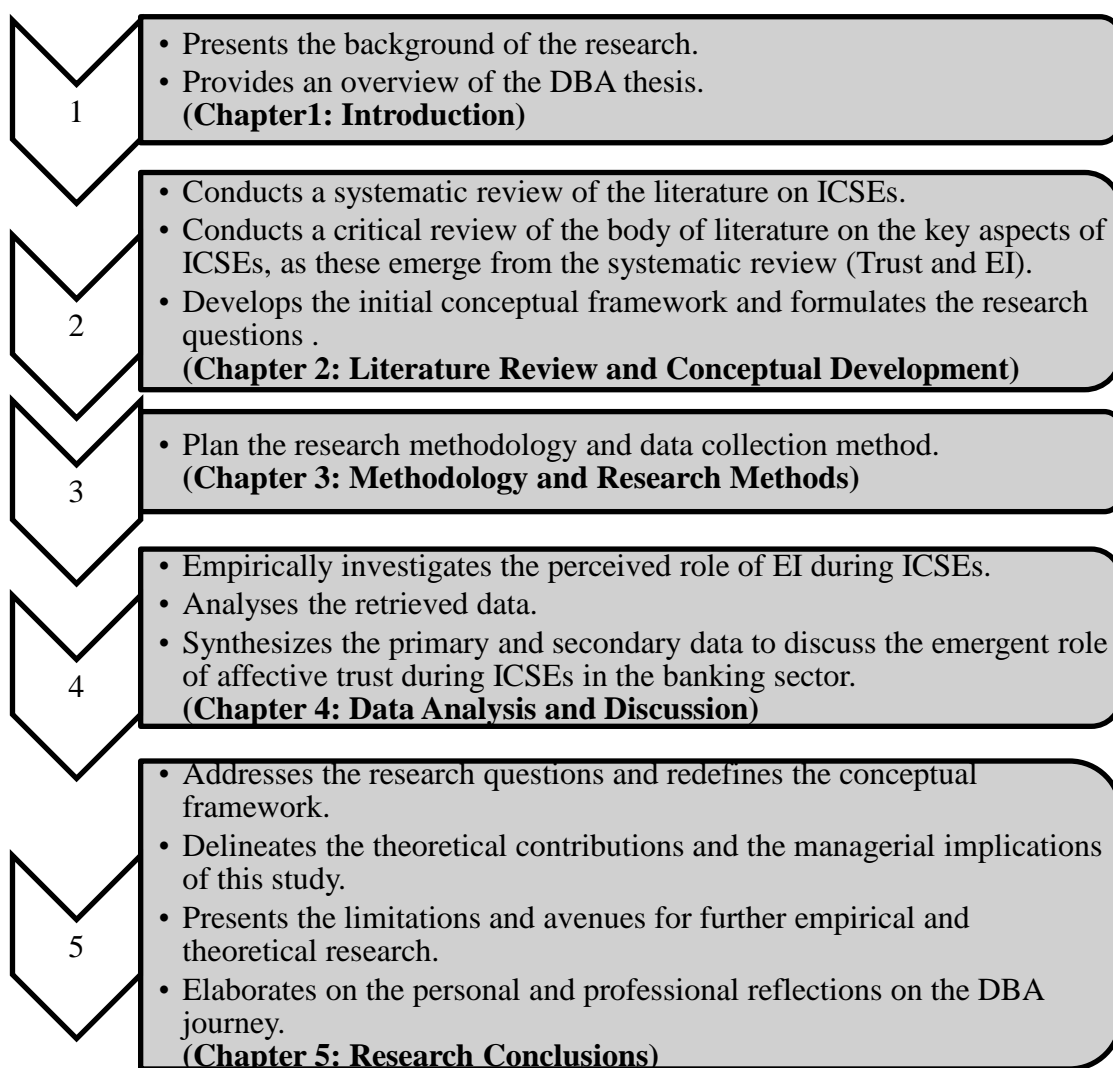 1
• Presents the background of the research.
• Provides an overview of the DBA thesis.
(Chapter1: Introduction)
2
• Conducts a systematic review of the literature on ICSEs.
• Conducts a critical review of the body of literature on the key aspects of
ICSEs, as these emerge from the systematic review (Trust and EI).
• Develops the initial conceptual framework and formulates the research
questions .
(Chapter 2: Literature Review and Conceptual Development)
3
• Plan the research methodology and data collection method.
(Chapter 3: Methodology and Research Methods)
4
• Empirically investigates the perceived role of EI during ICSEs.
• Analyses the retrieved data.
• Synthesizes the primary and secondary data to discuss the emergent role
of affective trust during ICSEs in the banking sector.
(Chapter 4: Data Analysis and Discussion)
5
• Addresses the research questions and redefines the conceptual
framework.
• Delineates the theoretical contributions and the managerial implications
of this study.
• Presents the limitations and avenues for further empirical and
theoretical research.
• Elaborates on the personal and professional reflections on the DBA
journey.
(Chapter 5: Research Conclusions)